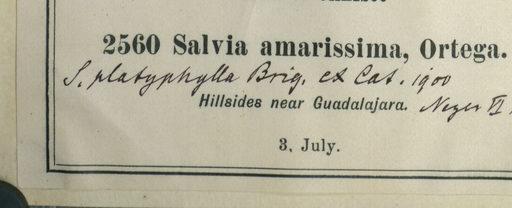 2560 Salvia amarissima, Ortega.
S. platyphylla Briq. ex Cat. 1900
Hillsides near Guadalajara.
3, July.